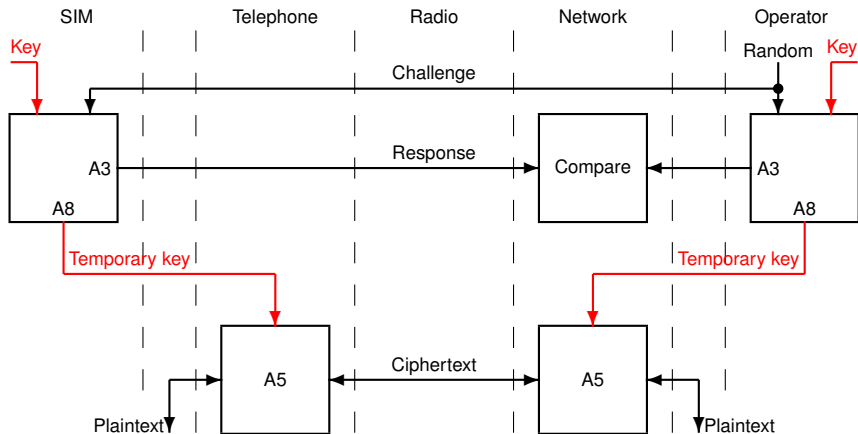 SIM
Telephone
Radio
Network
Operator
Key
Random
Key
Challenge
A3
Response
Compare
A3
A8
A8
Temporary key
Temporary key
A5
Ciphertext
A5
Plaintext
Plaintext